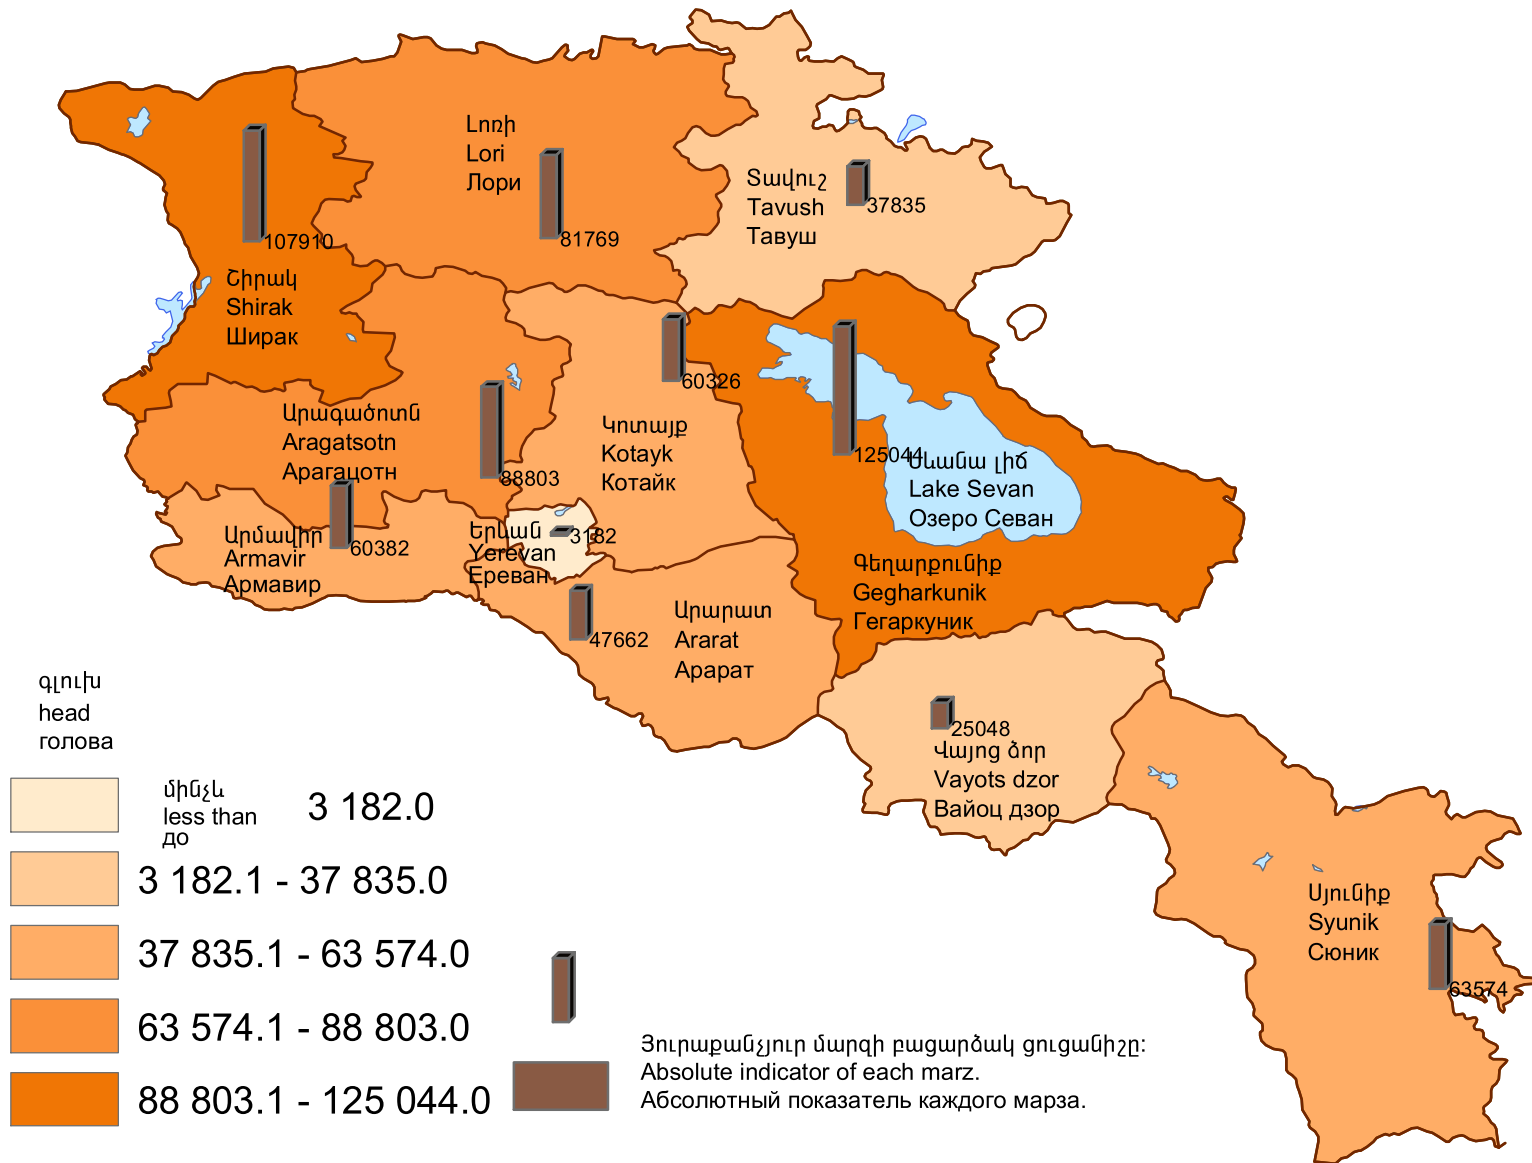 Լոռի
Lori
Лори
81769
107910
Շիրակ
Shirak
Ширак
Տավուշ
Tavush
Тавуш
37835
60326
Կոտայք
Kotayk
Котайк
Արագածոտն
Aragatsotn
Арагацотн
88803
125044
Սևանա լիճ
Lake Sevan
Озеро Севан
Արմավիր
Armavir
Армавир
60382
Երևան
Yerevan
Ереван
3182
Գեղարքունիք
Gegharkunik
Гегаркуник
Արարատ
Ararat
Арарат
47662
25048
Վայոց ձոր
Vayots dzor
Вайоц дзор
Սյունիք
Syunik
Сюник
63574
գլուխ
head
голова
մինչև
less than
до
3 182.0
3 182.1 - 37 835.0
37 835.1 - 63 574.0
63 574.1 - 88 803.0
88 803.1 - 125 044.0
Յուրաքանչյուր մարզի բացարձակ ցուցանիշը:
Absolute indicator of each marz.
Абсолютный показатель каждого марза.